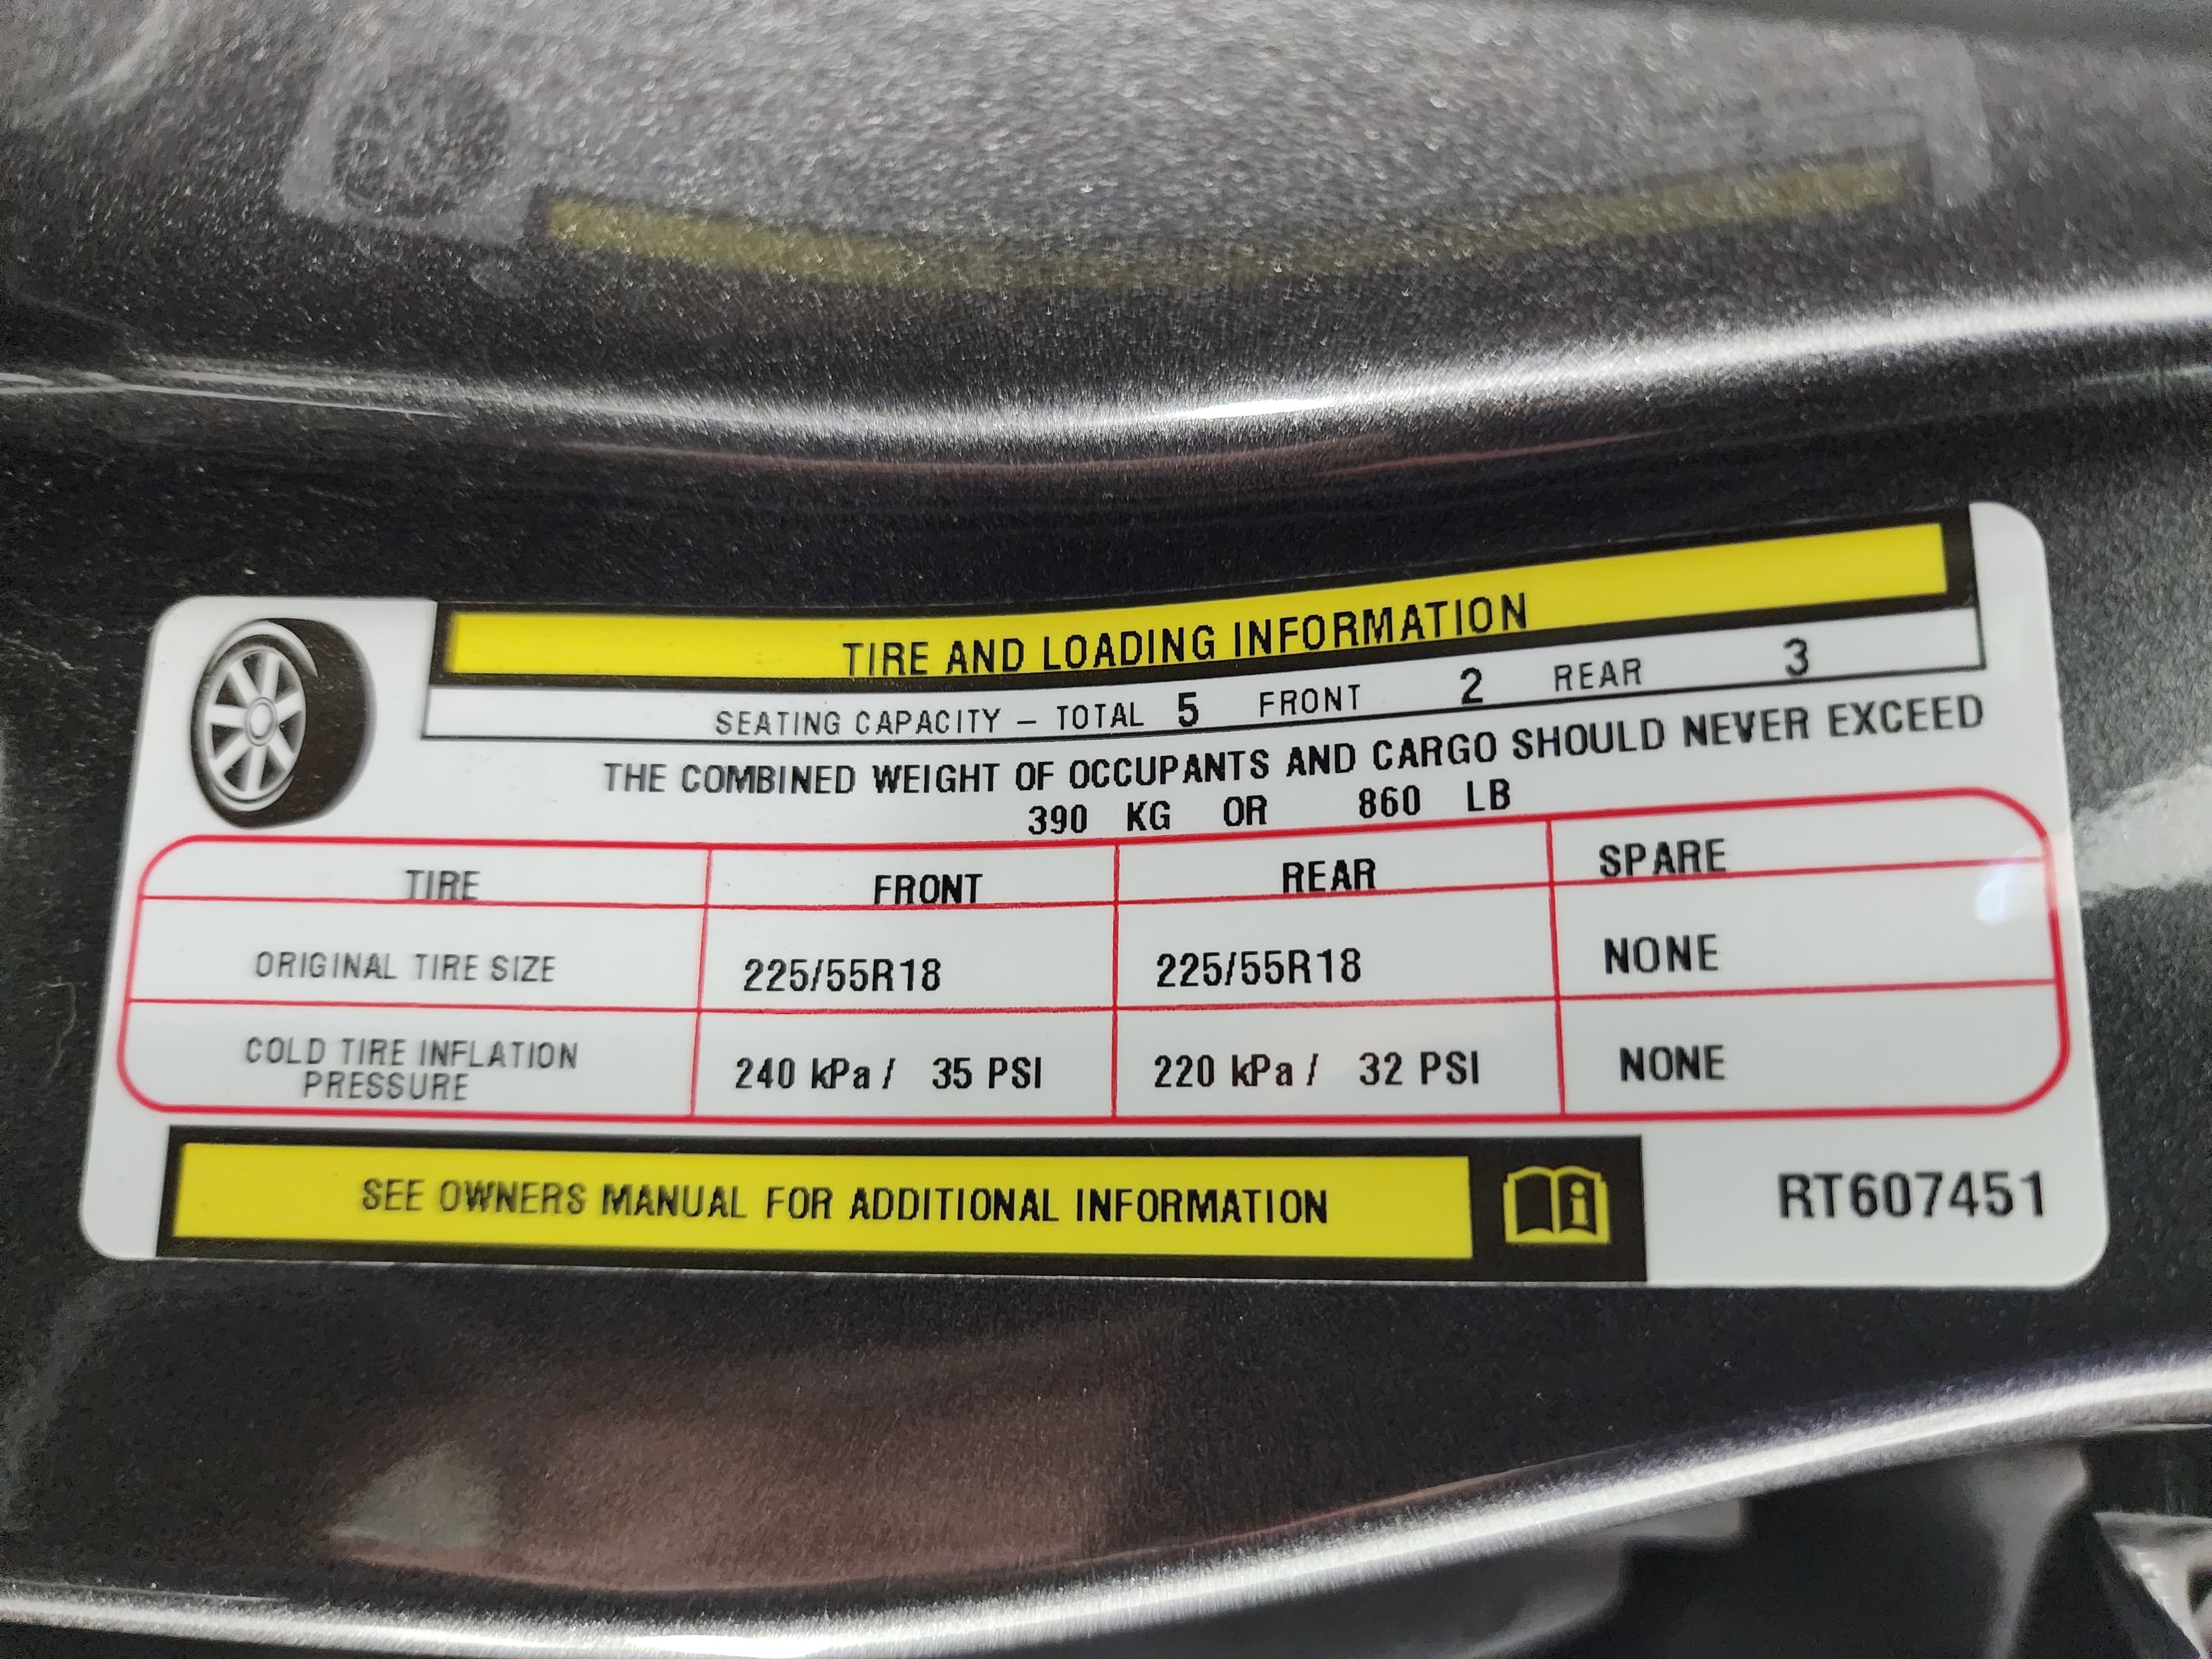 TIRE AND LOADING INFORMATION
SEATING CAPACITY – TOTAL 5 FRONT 2 REAR 3
THE COMBINED WEIGHT OF OCCUPANTS AND CARGO SHOULD NEVER EXCEED
390 KG OR 860 LB
TIRE FRONT REAR SPARE
ORIGINAL TIRE SIZE 225/55R18 225/55R18 NONE
COLD TIRE INFLATION
PRESSURE 240 kPa / 35 PSI 220 kPa / 32 PSI NONE
SEE OWNERS MANUAL FOR ADDITIONAL INFORMATION
RT607451